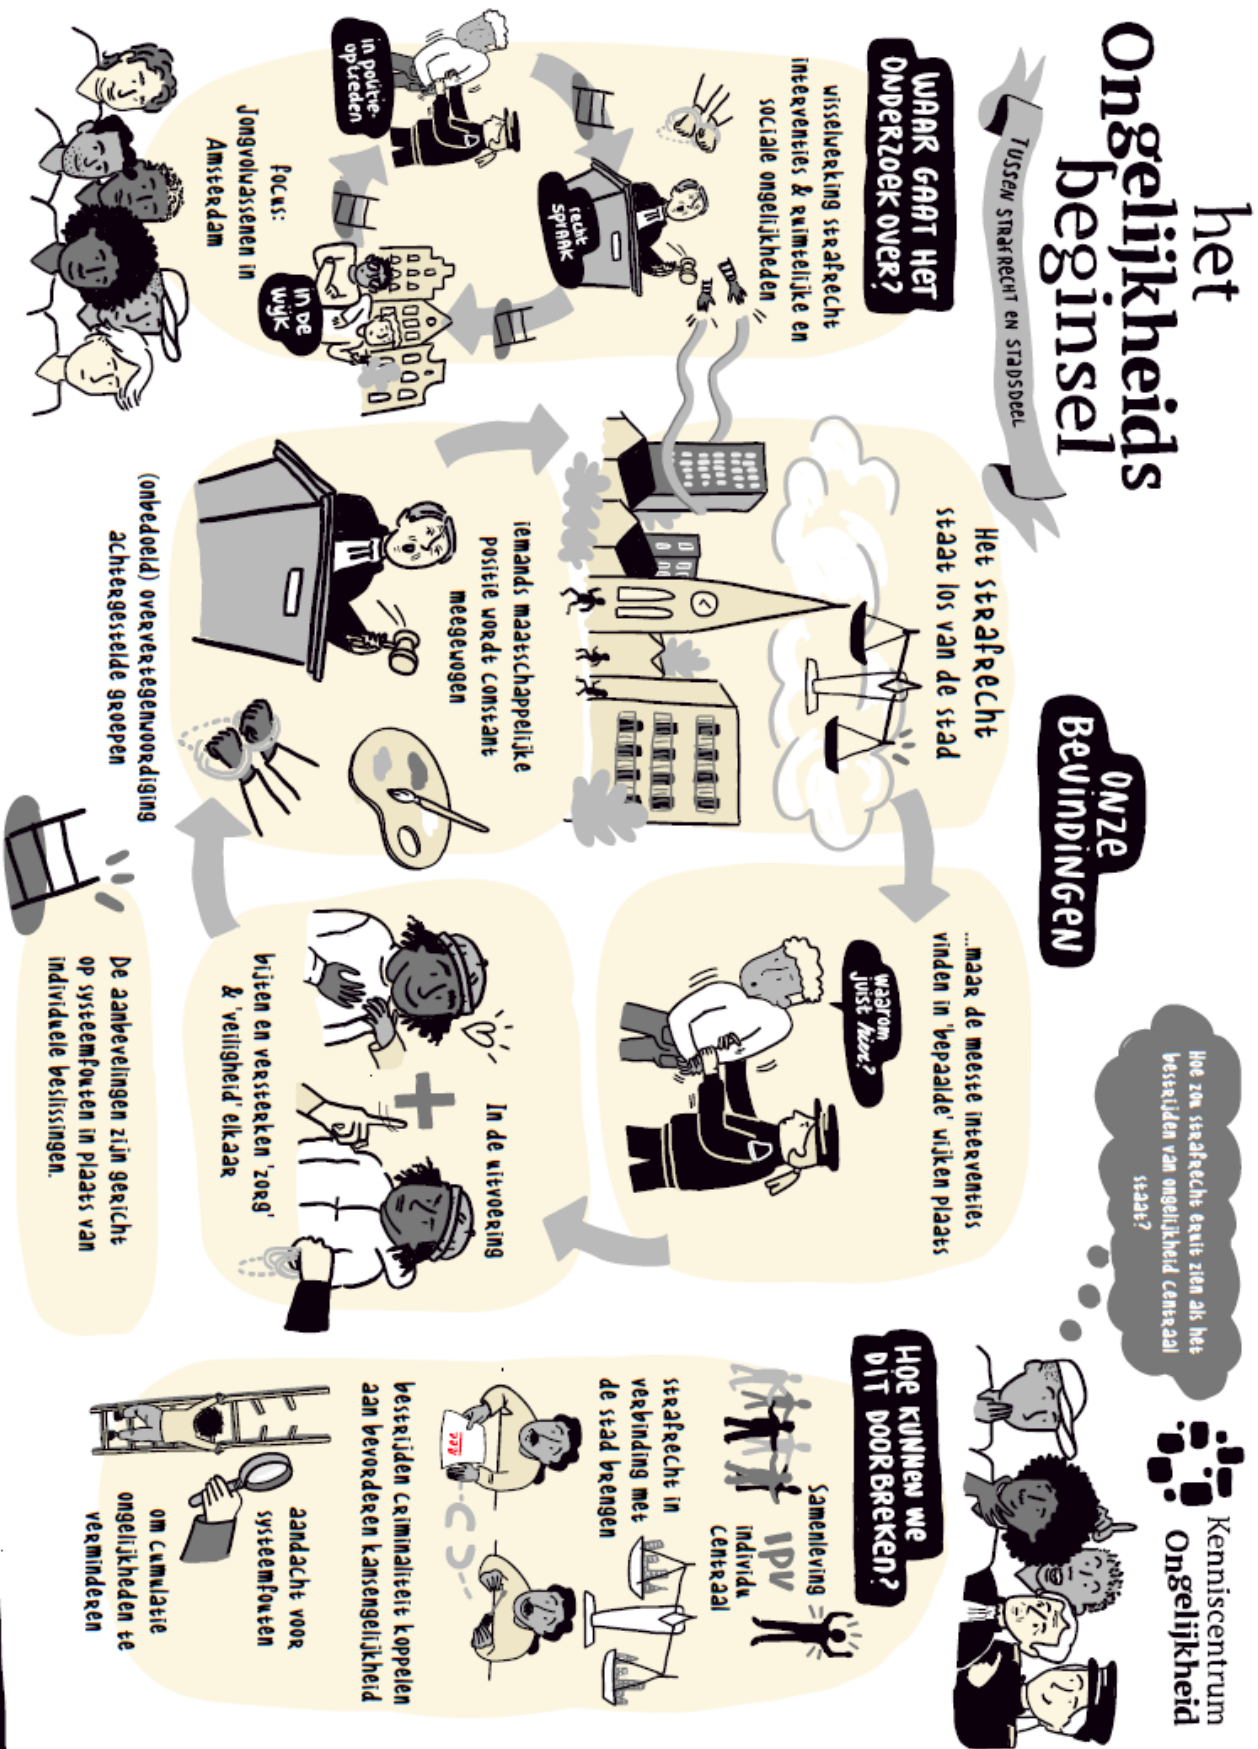 het
Ongelijkheids
beginsel
TUSSEN STRAFRECHT EN STADSDEEL
WAAR GAAT HET
ONDERZOEK OVER?
wisselwerking strafrecht
interventies & ruimtelijke en
sociale ongelijkheden
recht
spraak
in politie-
optreden
in de
wijk
focus:
Jongvolwassenen in
Amsterdam
ONZE
BEVINDINGEN
Het strafrecht
staat los van de stad
...maar de meeste interventies
vinden in 'bepaalde' wijken plaats
waarom
juist hier?
In de uitvoering
bijten en versterken 'zorg'
& 'veiligheid' elkaar
iemands maatschappelijke
positie wordt constant
meegewogen
(onbedoeld) oververtegenwoordiging
achtergestelde groepen
De aanbevelingen zijn gericht
op systeemfouten in plaats van
individuele beslissingen.
Hoe zou strafrecht eruit zien als het
bestrijden van ongelijkheid centraal
staat?
Kenniscentrum
Ongelijkheid
HOE KUNNEN WE
DIT DOORBREKEN?
Samenleving
IPV
individu
centraal
strafrecht in
verbinding met
de stad brengen
bestrijden criminaliteit koppelen
aan bevorderen kansengelijkheid
aandacht voor
systeemfouten
om cumulatie
ongelijkheden te
verminderen